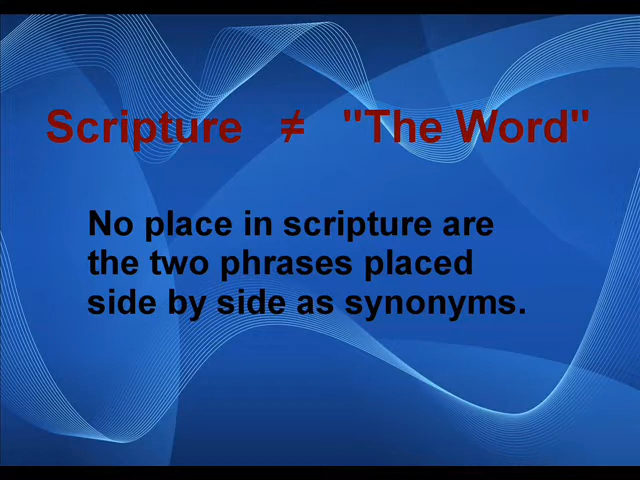 Scripture ≠ "The Word"
No place in scripture are
the two phrases placed
side by side as synonyms.